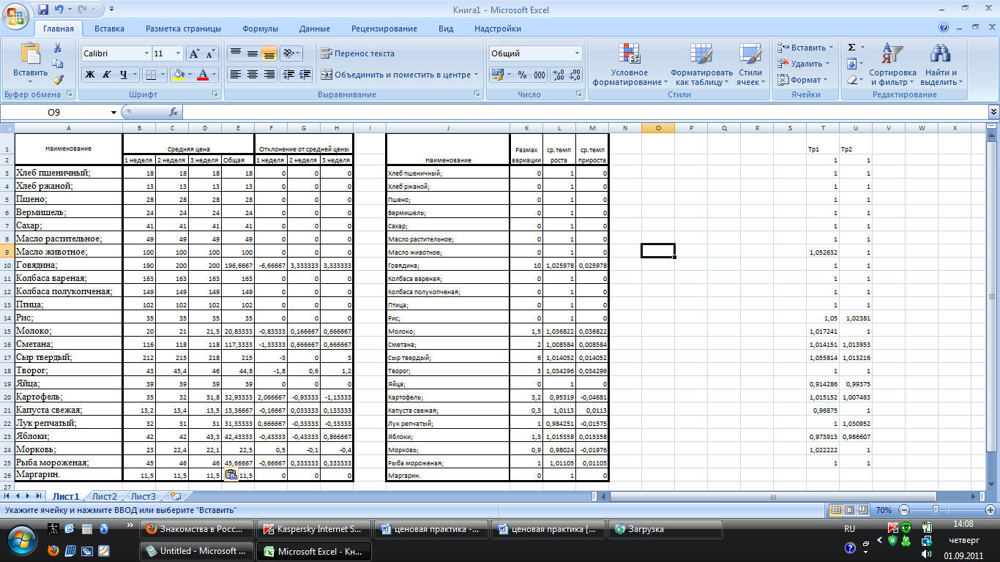 Книга1 - Microsoft Excel
Главная Вставка Разметка страницы Формулы Данные Рецензирование Вид Надстройки
Вставить Calibri 11 Перенос текста Общий Условное форматирование Форматировать как таблицу Стили ячеек Вставить Удалить Формат Сортировка и фильтр Найти и выделить
Ж К Ч Объединить и поместить в центре % 000
Буфер обмена Шрифт Выравнивание Число Стили Ячейки Редактирование
O9 fx
A B C D E F G H I J K L M N O P Q R S T U V W X
1 Наименование Средняя цена Отклонение от средней цены Размах ср.темп ср.темп Тр1 Тр2
2 1 неделя 2 неделя 3 неделя Общая 1 неделя 2 неделя 3 неделя Наименование вариации роста прироста 1 1
3 Хлеб пшеничный; 18 18 18 18 0 0 0 Хлеб пшеничный; 0 1 0 1 1
4 Хлеб ржаной; 13 13 13 13 0 0 0 Хлеб ржаной; 0 1 0 1 1
5 Пшено; 28 28 28 28 0 0 0 Пшено; 0 1 0 1 1
6 Вермишель; 24 24 24 24 0 0 0 Вермишель; 0 1 0 1 1
7 Сахар; 41 41 41 41 0 0 0 Сахар; 0 1 0 1 1
8 Масло растительное; 49 49 49 49 0 0 0 Масло растительное; 0 1 0 1 1
9 Масло животное; 100 100 100 100 0 0 0 Масло животное; 0 1 0 1,052632 1
10 Говядина; 190 200 200 196,6667 -6,66667 3,333333 3,333333 Говядина; 10 1,025978 0,025978 1 1
11 Колбаса вареная; 163 163 163 163 0 0 0 Колбаса вареная; 0 1 0 1 1
12 Колбаса полукопченая; 149 149 149 149 0 0 0 Колбаса полукопченная; 0 1 0 1 1
13 Птица; 102 102 102 102 0 0 0 Птица; 0 1 0 1 1
14 Рис; 35 35 35 35 0 0 0 Рис; 0 1 0 1,05 1,02381
15 Молоко; 20 21 21,5 20,83333 -0,83333 0,166667 0,666667 Молоко; 1,5 1,036822 0,036822 1,017241 1
16 Сметана; 116 118 118 117,3333 -1,33333 0,666667 0,666667 Сметана; 2 1,008584 0,008584 1,014151 1,013953
17 Сыр твердый; 212 215 218 215 -3 0 3 Сыр твердый; 6 1,014052 0,014052 1,055814 1,013216
18 Творог; 43 45,4 46 44,8 -1,8 0,6 1,2 Творог; 3 1,034296 0,034296 1 1
19 Яйца; 39 39 39 39 0 0 0 Яйца; 0 1 0 0,914286 0,99375
20 Картофель; 35 32 31,8 32,93333 2,066667 -0,93333 -1,13333 Картофель; 3,2 0,95319 -0,04681 1,015152 1,007463
21 Капуста свежая; 13,2 13,4 13,5 13,36667 -0,16667 0,033333 0,133333 Капуста свежая; 0,3 1,0113 0,0113 0,96875 1
22 Лук репчатый; 32 31 31 31,33333 0,666667 -0,33333 -0,33333 Лук репчатый; 1 0,984251 -0,01575 1 1,030952
23 Яблоки; 42 42 43,3 42,43333 -0,43333 -0,43333 0,866667 Яблоки; 1,3 1,015358 0,015358 0,973913 0,986607
24 Морковь; 23 22,4 22,1 22,5 0,5 -0,1 -0,4 Морковь; 0,9 0,98024 -0,01976 1,022222 1
25 Рыба мороженая; 45 46 46 45,66667 -0,66667 0,333333 0,333333 Рыба мороженая; 1 1,01105 0,01105 1 1
26 Маргарин. 11,5 11,5 11,5 11,5 0 0 0 Маргарин. 0 1 0
27
Лист1 Лист2 Лист3
Укажите ячейку и нажмите ВВОД или выберите "Вставить" 70%
Знакомства в Росс... Kaspersky Internet S... ценовая практика -... ценовая практика [... Загрузка RU 14:08
Untitled - Microsoft ... Microsoft Excel - Кн... четверг
01.09.2011